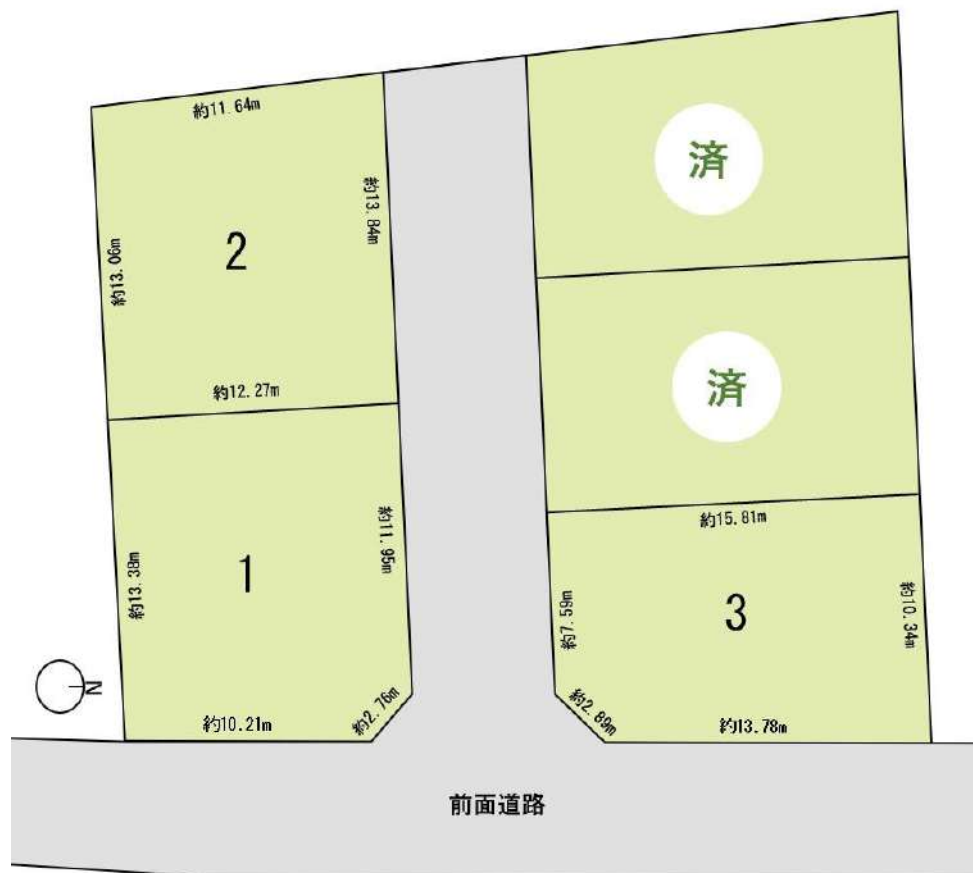 約11.64m
済
約13.84m
2
約13.06m
約12.27m
済
約15.81m
約11.95m
1
約13.38m
約7.59m
3
約10.34m
N
約10.21m
約2.76m
約2.89m
約13.78m
前面道路